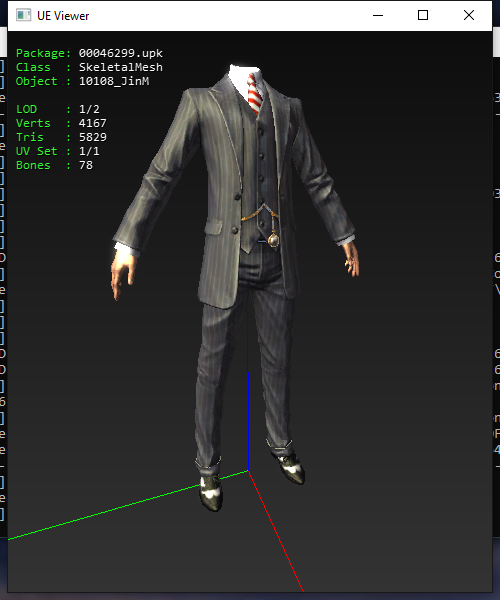 UE Viewer
Package: 00046299.upk
Class : SkeletalMesh
Object : 10108_JinM
LOD : 1/2
Verts : 4167
Tris : 5829
UV Set : 1/1
Bones : 78